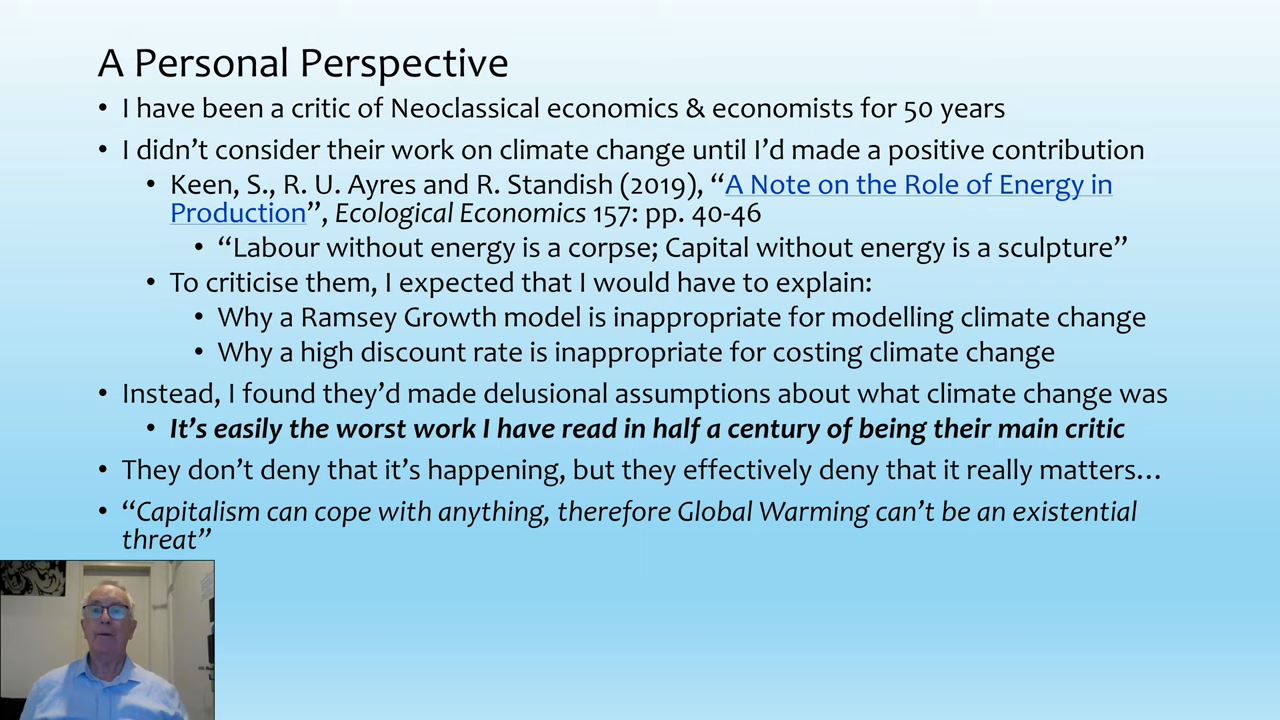 A Personal Perspective
• I have been a critic of Neoclassical economics & economists for 50 years
• I didn’t consider their work on climate change until I’d made a positive contribution
• Keen, S., R. U. Ayres and R. Standish (2019), “A Note on the Role of Energy in
Production”, Ecological Economics 157: pp. 40-46
• “Labour without energy is a corpse; Capital without energy is a sculpture”
• To criticise them, I expected that I would have to explain:
• Why a Ramsey Growth model is inappropriate for modelling climate change
• Why a high discount rate is inappropriate for costing climate change
• Instead, I found they’d made delusional assumptions about what climate change was
• It’s easily the worst work I have read in half a century of being their main critic
• They don’t deny that it’s happening, but they effectively deny that it really matters…
• “Capitalism can cope with anything, therefore Global Warming can’t be an existential
threat”